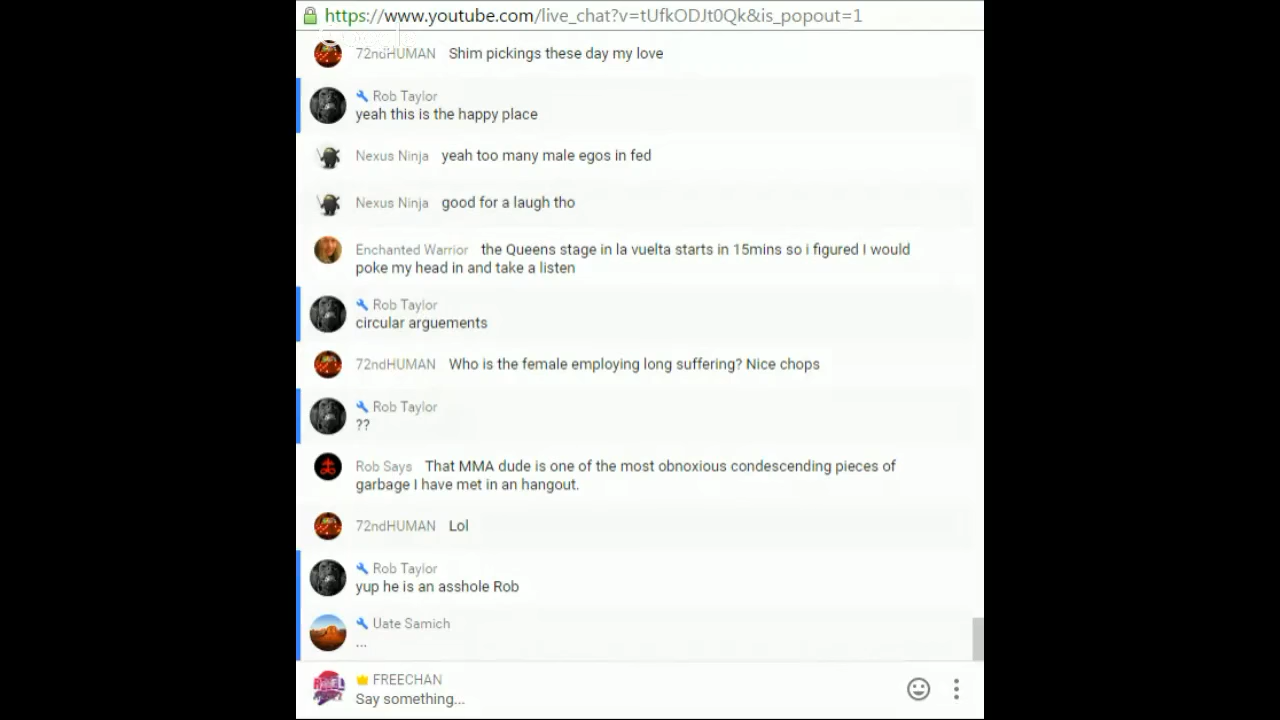 https://www.youtube.com/live_chat?v=tUfkODJt0Qk&is_popout=1
72ndHUMAN Shim pickings these day my love
Rob Taylor
yeah this is the happy place
Nexus Ninja yeah too many male egos in fed
Nexus Ninja good for a laugh tho
Enchanted Warrior the Queens stage in la vuelta starts in 15mins so i figured I would
poke my head in and take a listen
Rob Taylor
circular arguements
72ndHUMAN Who is the female employing long suffering? Nice chops
Rob Taylor
??
Rob Says That MMA dude is one of the most obnoxious condescending pieces of
garbage I have met in an hangout.
72ndHUMAN Lol
Rob Taylor
yup he is an asshole Rob
Uate Samich
...
FREECHAN
Say something...